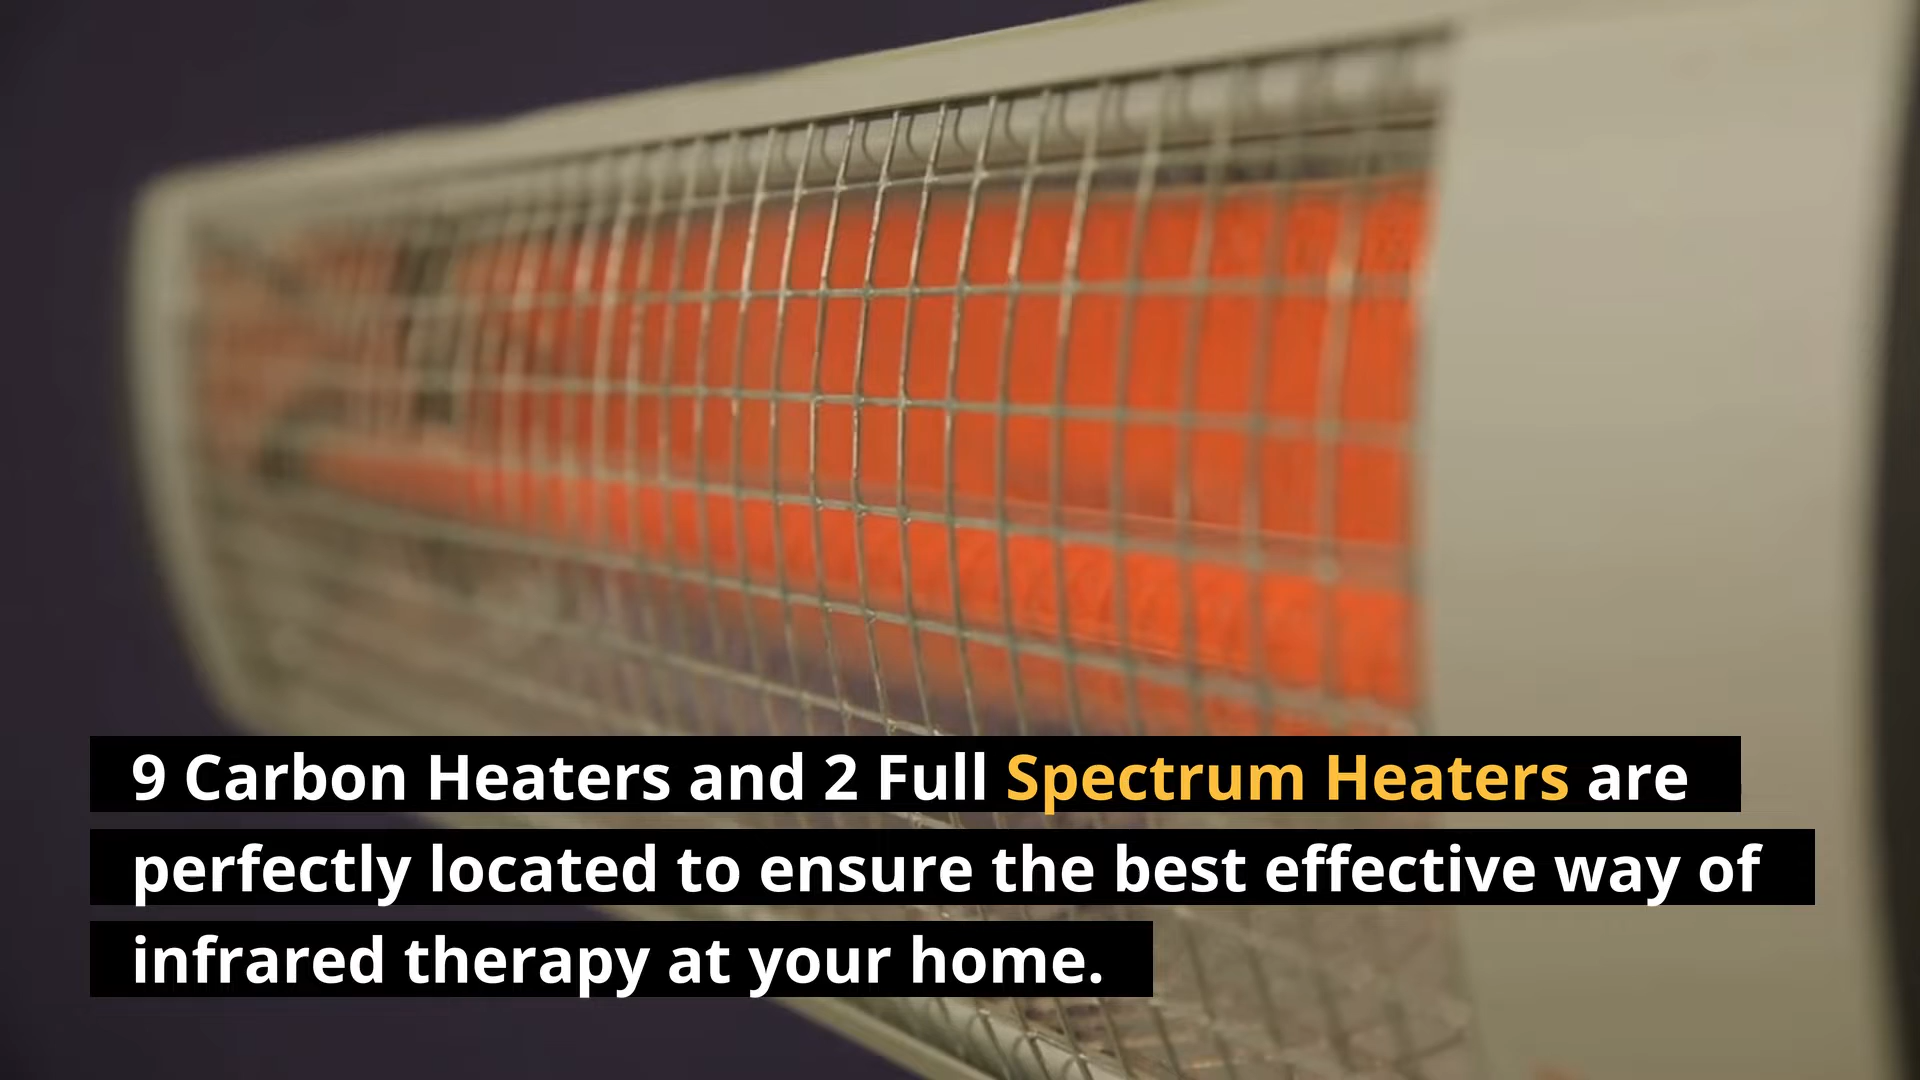 9 Carbon Heaters and 2 Full Spectrum Heaters are
perfectly located to ensure the best effective way of
infrared therapy at your home.